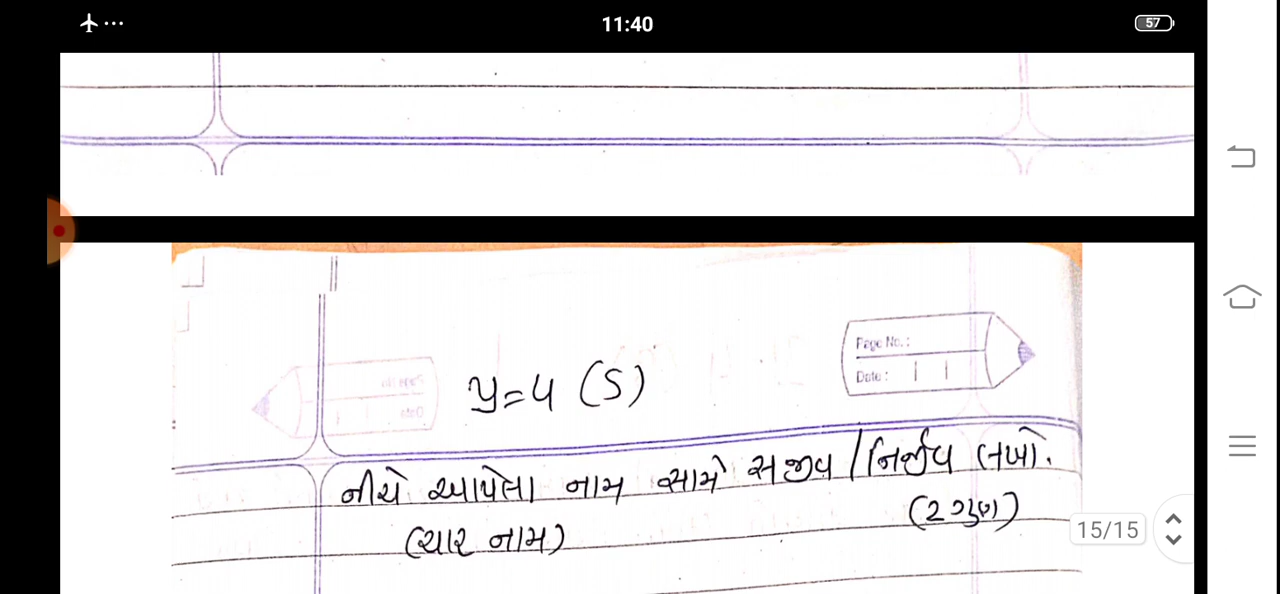 11:40
57
Page No. :
Date :
પ્ર=4 (S)
નીચે આપેલા નામ સામે સજીવ/નિર્જીવ લખો.
(ચાર નામ) (2 ગુણ)
15/15